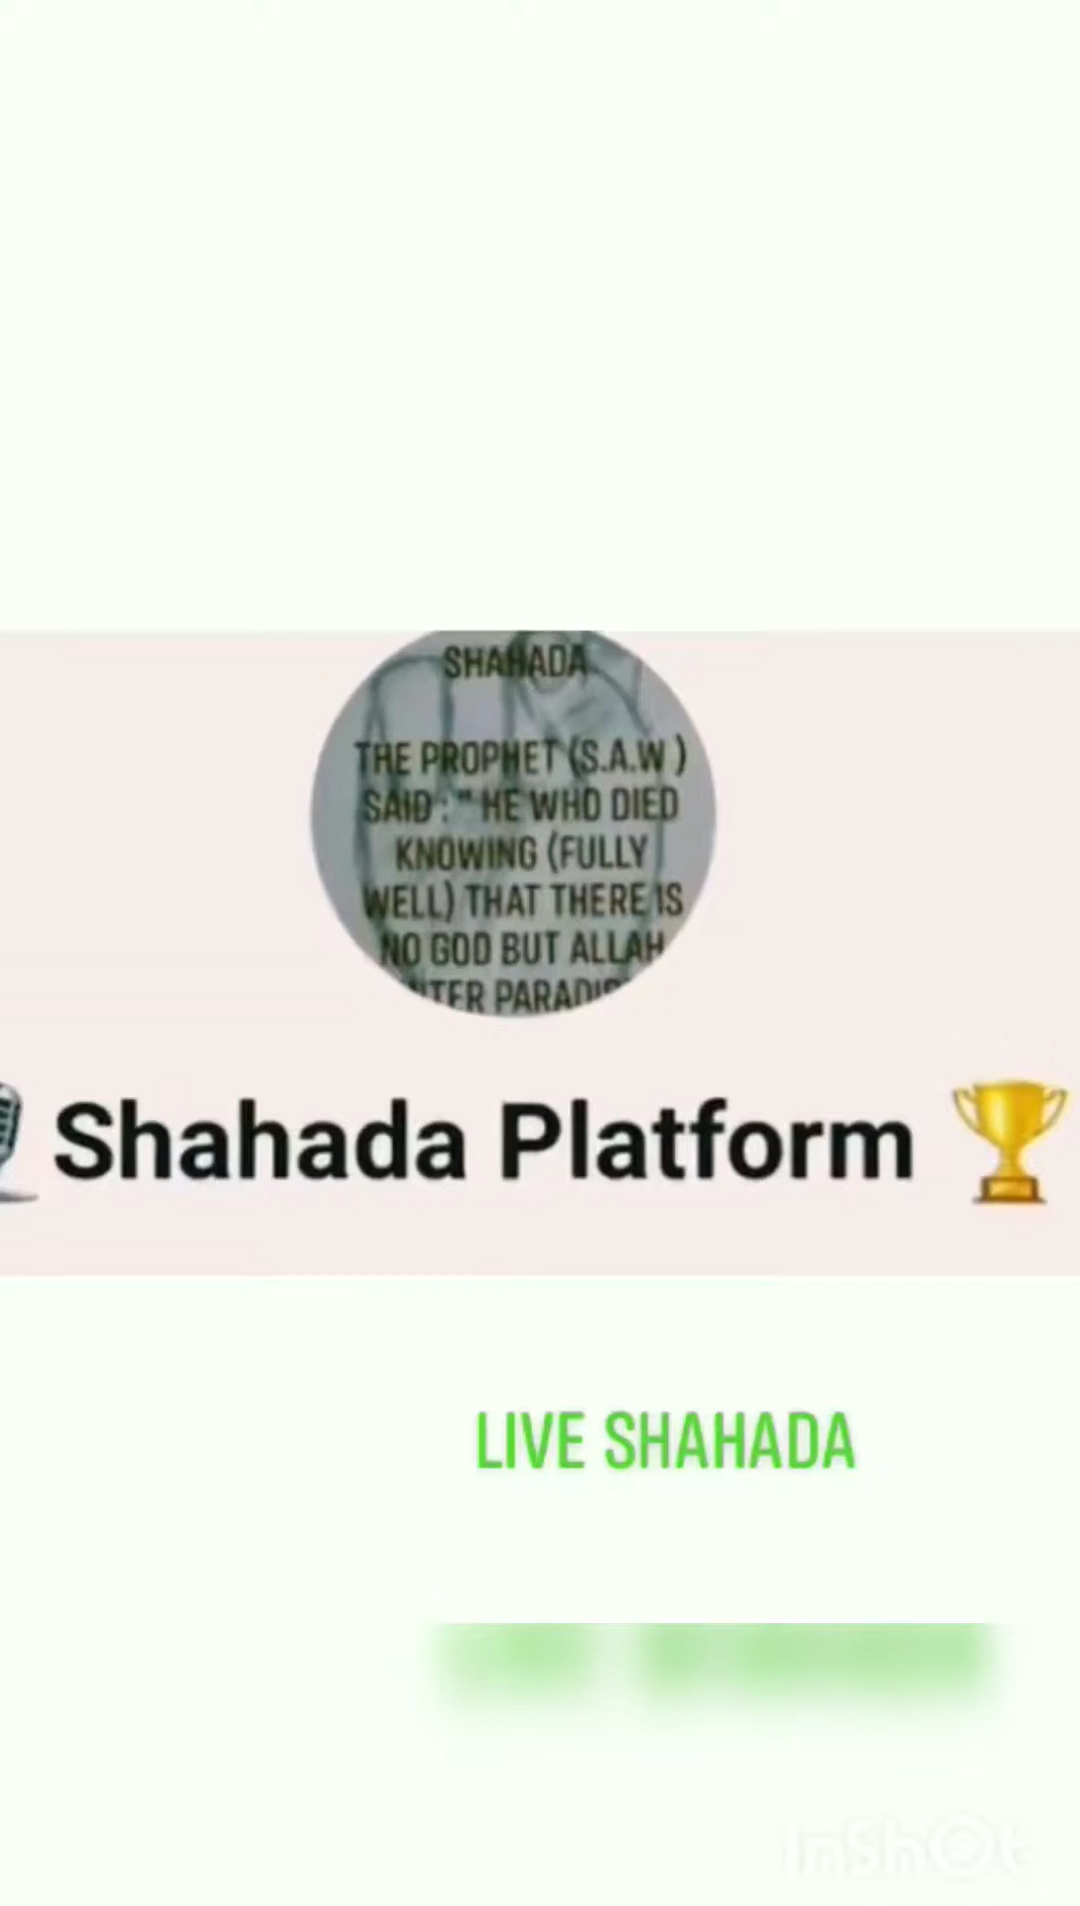 SHAHADA
THE PROPHET (S.A.W )
SAID : " HE WHO DIED
KNOWING (FULLY
WELL) THAT THERE IS
NO GOD BUT ALLAH
Shahada Platform
LIVE SHAHADA
InShOt